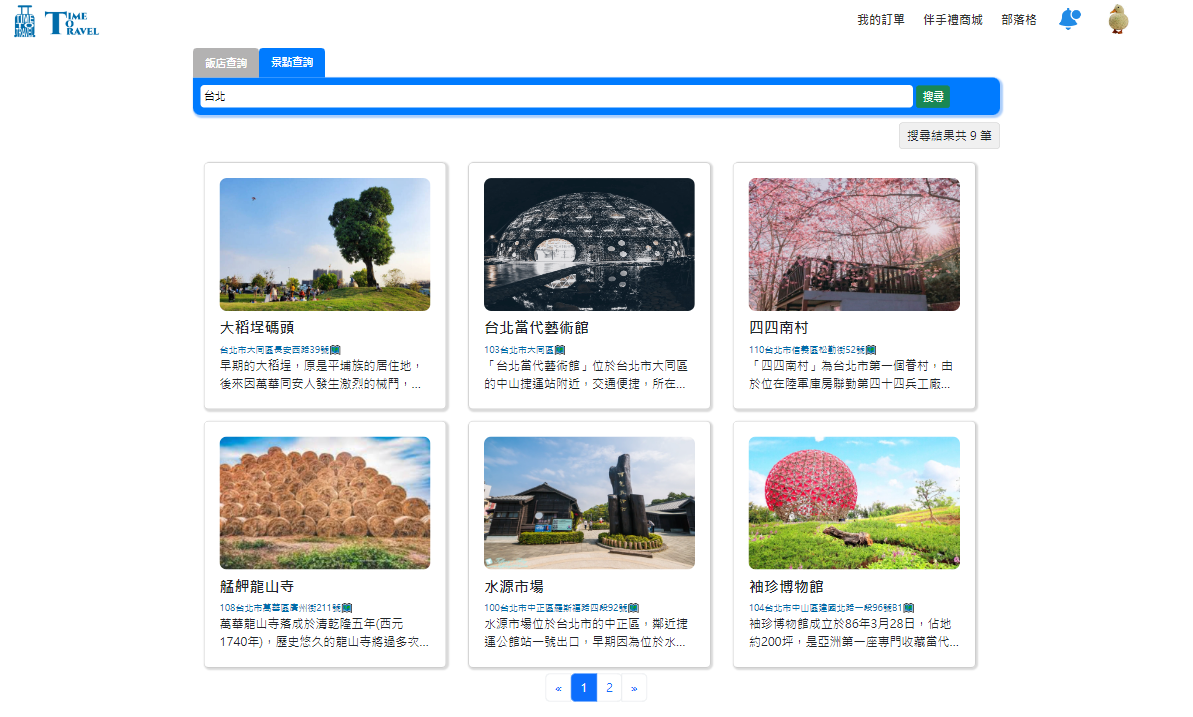 TIME TO TRAVEL
我的訂單 伴手禮商城 部落格
飯店查詢 景點查詢
台北 搜尋
搜尋結果共 9 筆
大稻埕碼頭
台北市大同區長安西路39號
早期的大稻埕，原是平埔族的居住地，
後來因萬華同安人發生激烈的械鬥，...
台北當代藝術館
103台北市大同區
「台北當代藝術館」位於台北市大同區
的中山捷運站附近，交通便捷，所在...
四四南村
110台北市信義區松勤街52號
「四四南村」為台北市第一個眷村，由
於位在陸軍庫房聯勤第四十四兵工廠...
艋舺龍山寺
108台北市萬華區廣州街211號
萬華龍山寺落成於清乾隆五年(西元
1740年)，歷史悠久的龍山寺將過多次...
水源市場
100台北市中正區羅斯福路四段92號
水源市場位於台北市的中正區，鄰近捷
運公館站一號出口，早期因為位於水...
袖珍博物館
104台北市中山區建國北路一段96號B1
袖珍博物館成立於86年3月28日，佔地
約200坪，是亞洲第一座專門收藏當代...
« 1 2 »